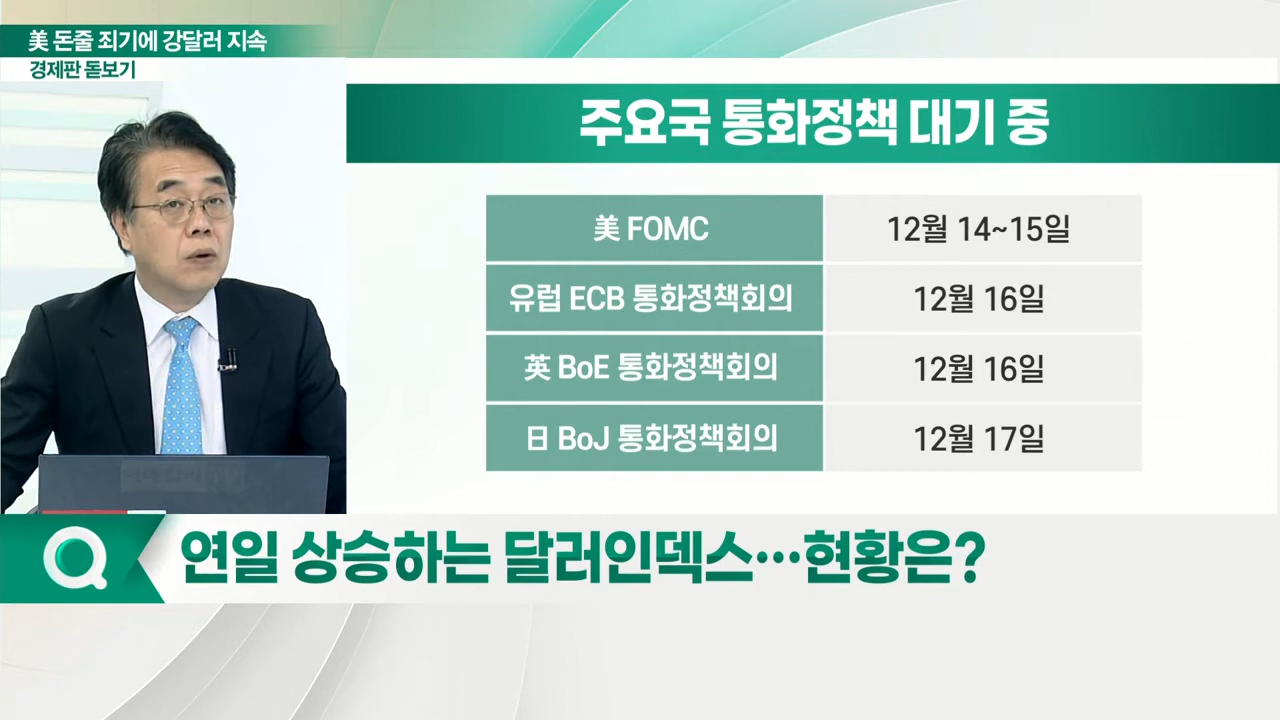 美 돈줄 죄기에 강달러 지속
경제판 돋보기
주요국 통화정책 대기 중
美 FOMC 12월 14~15일
유럽 ECB 통화정책회의 12월 16일
英 BoE 통화정책회의 12월 16일
日 BoJ 통화정책회의 12월 17일
연일 상승하는 달러인덱스…현황은?